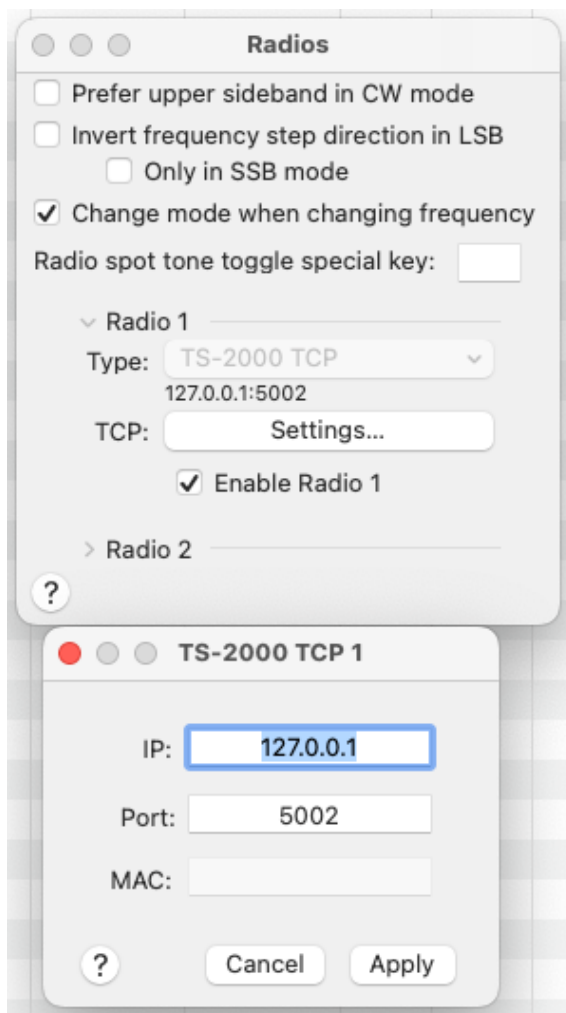 Radios
Prefer upper sideband in CW mode
Invert frequency step direction in LSB
Only in SSB mode
Change mode when changing frequency
Radio spot tone toggle special key:
Radio 1
Type: TS-2000 TCP
127.0.0.1:5002
TCP: Settings...
Enable Radio 1
Radio 2
?
TS-2000 TCP 1
IP: 127.0.0.1
Port: 5002
MAC:
? Cancel Apply